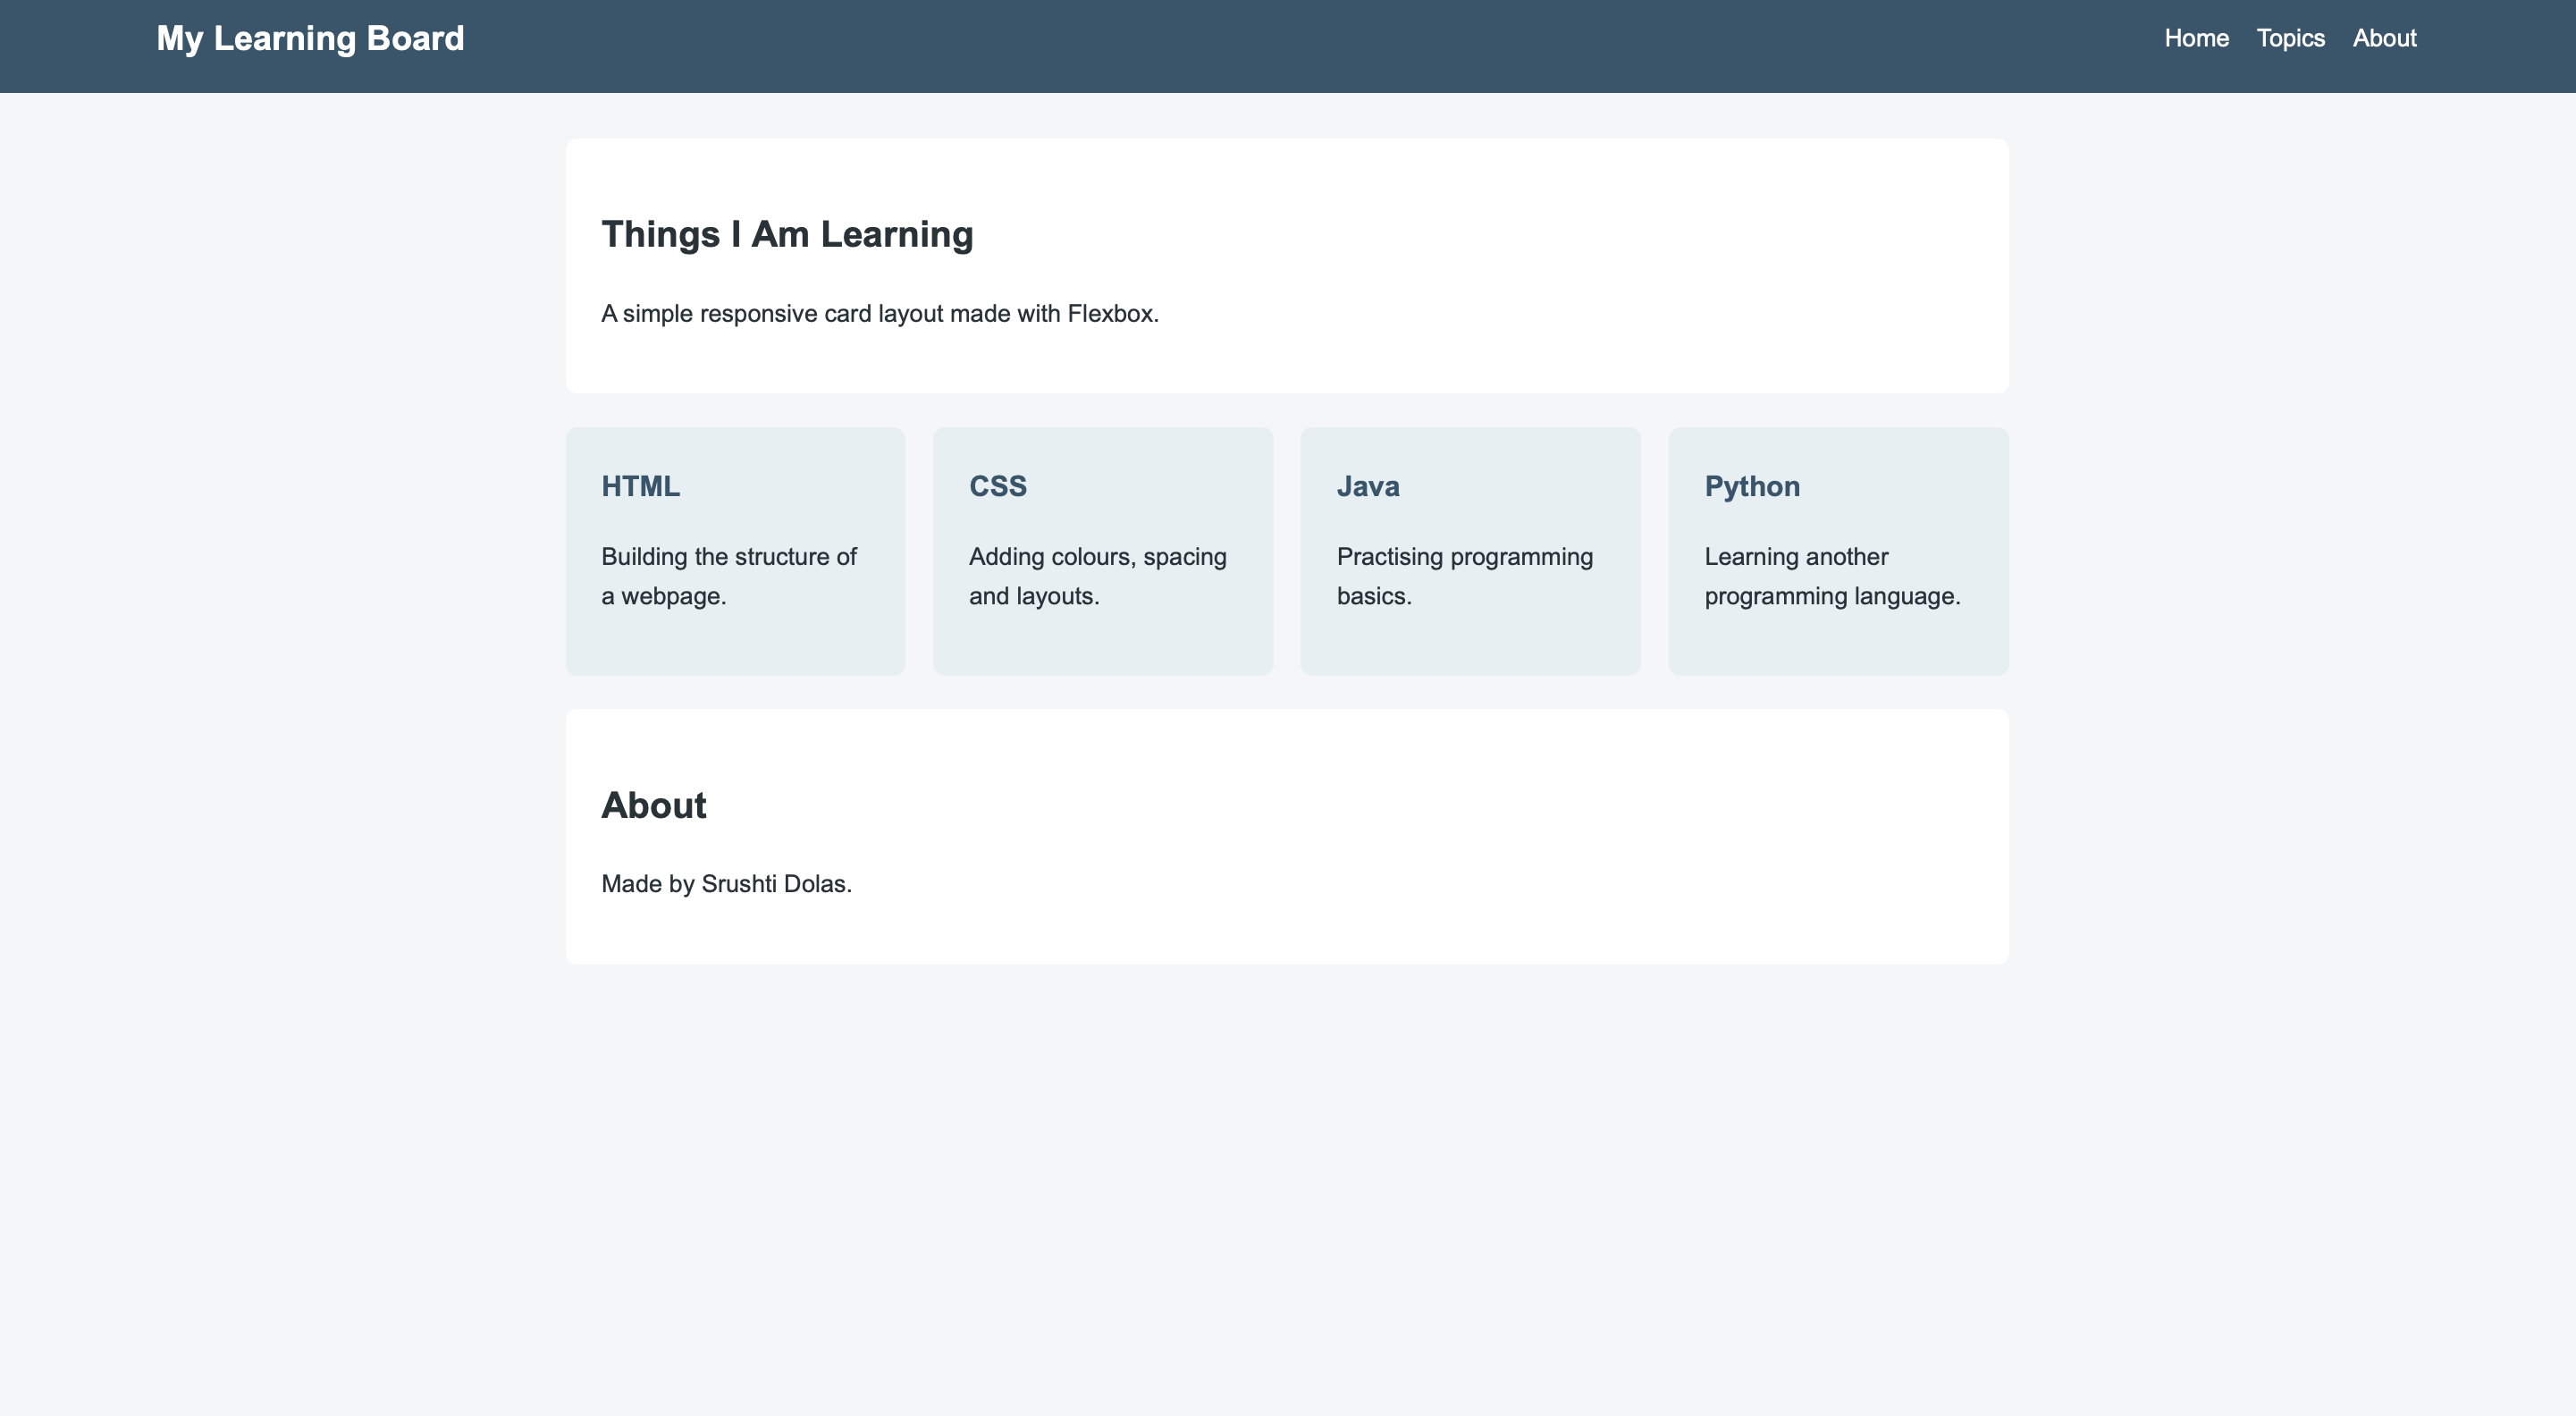 My Learning Board
Home Topics About
Things I Am Learning
A simple responsive card layout made with Flexbox.
HTML
Building the structure of
a webpage.
CSS
Adding colours, spacing
and layouts.
Java
Practising programming
basics.
Python
Learning another
programming language.
About
Made by Srushti Dolas.